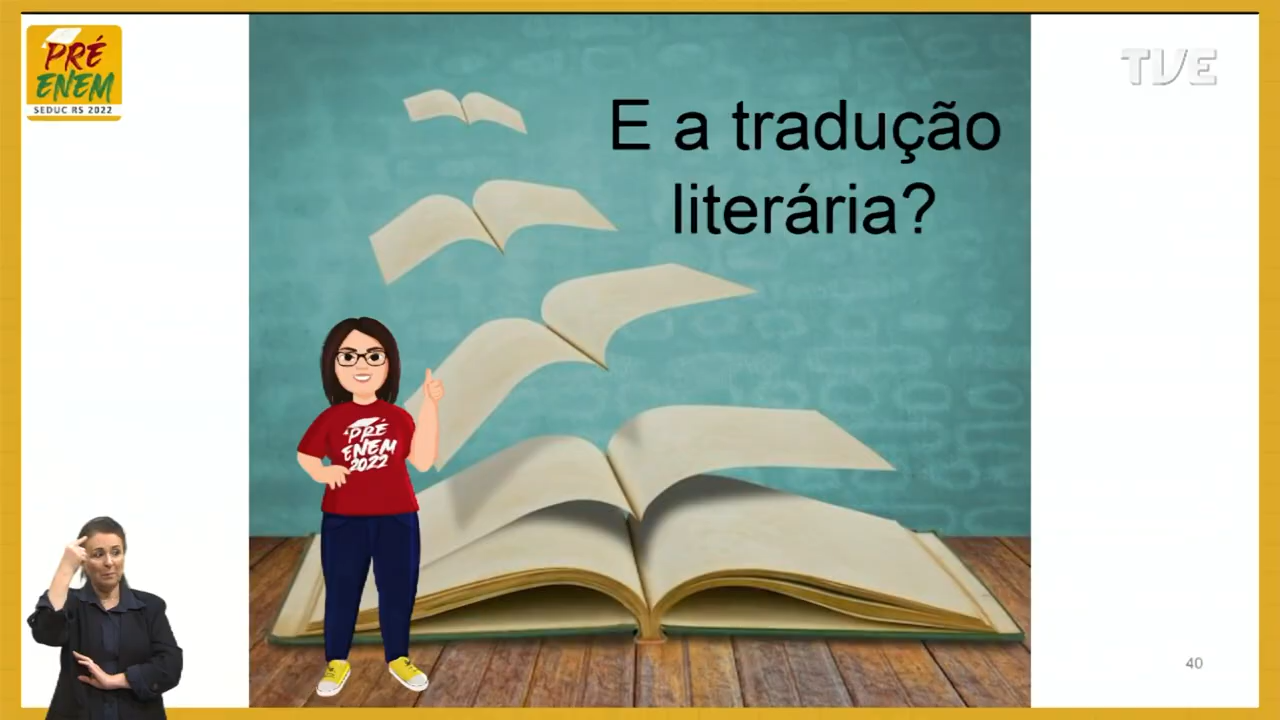 PRÉ
ENEM
SEDUC RS 2022
TVE
E a tradução
literária?
PRÉ
ENEM
2022
40